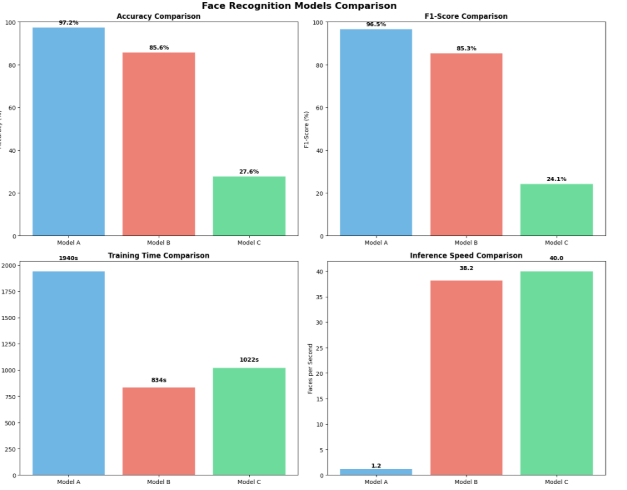 Face Recognition Models Comparison
Accuracy Comparison
97.2%
85.6%
27.6%
100
80
60
40
20
0
Model A Model B Model C
F1-Score Comparison
96.5%
85.3%
24.1%
F1-Score (%)
100
80
60
40
20
0
Model A Model B Model C
Training Time Comparison
1940s
834s
1022s
2000
1750
1500
1250
1000
750
500
250
0
Model A Model B Model C
Inference Speed Comparison
1.2
38.2
40.0
Faces per Second
40
35
30
25
20
15
10
5
0
Model A Model B Model C